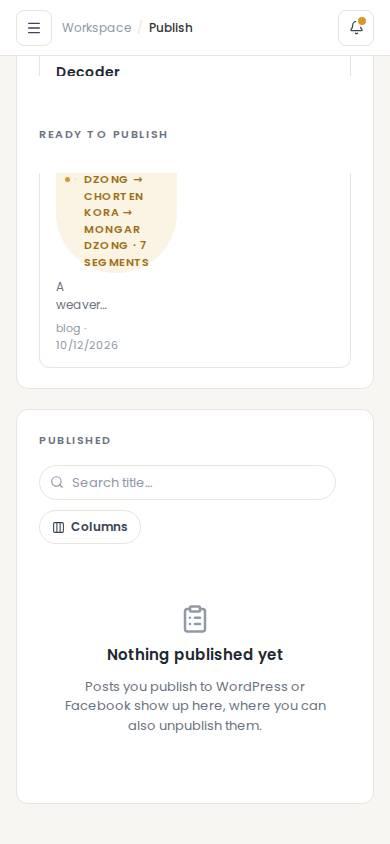 Workspace / Publish
Decoder
READY TO PUBLISH
DZONG →
CHORTEN
KORA →
MONGAR
DZONG · 7
SEGMENTS
A
weaver…
blog ·
10/12/2026
PUBLISHED
Search title...
Columns
Nothing published yet
Posts you publish to WordPress or
Facebook show up here, where you can
also unpublish them.